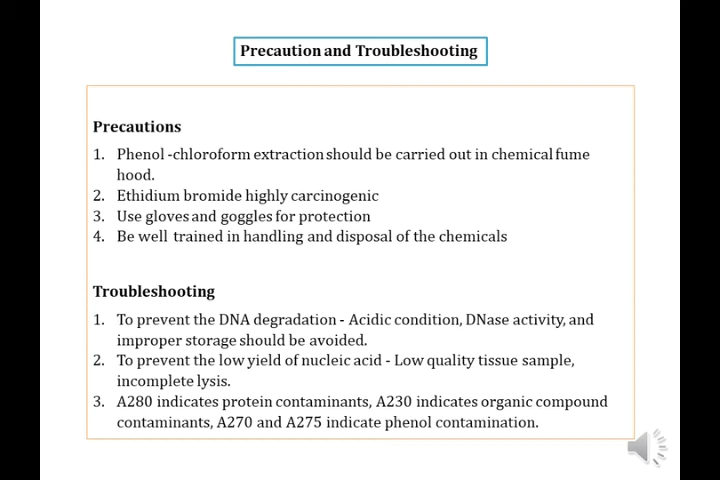 Precaution and Troubleshooting
Precautions
1. Phenol -chloroform extraction should be carried out in chemical fume
hood.
2. Ethidium bromide highly carcinogenic
3. Use gloves and goggles for protection
4. Be well trained in handling and disposal of the chemicals
Troubleshooting
1. To prevent the DNA degradation - Acidic condition, DNase activity, and
improper storage should be avoided.
2. To prevent the low yield of nucleic acid - Low quality tissue sample,
incomplete lysis.
3. A280 indicates protein contaminants, A230 indicates organic compound
contaminants, A270 and A275 indicate phenol contamination.